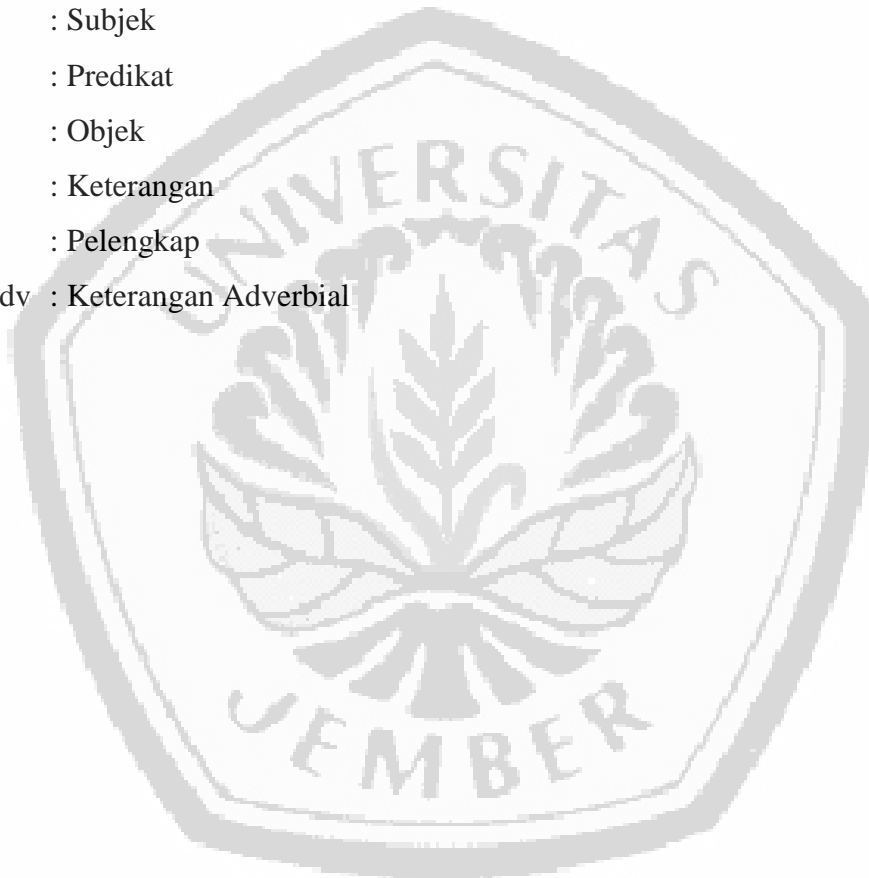 : Subjek
: Predikat
: Objek
: Keterangan
: Pelengkap
dv : Keterangan Adverbial
UNIVERSITAS
JEMBER